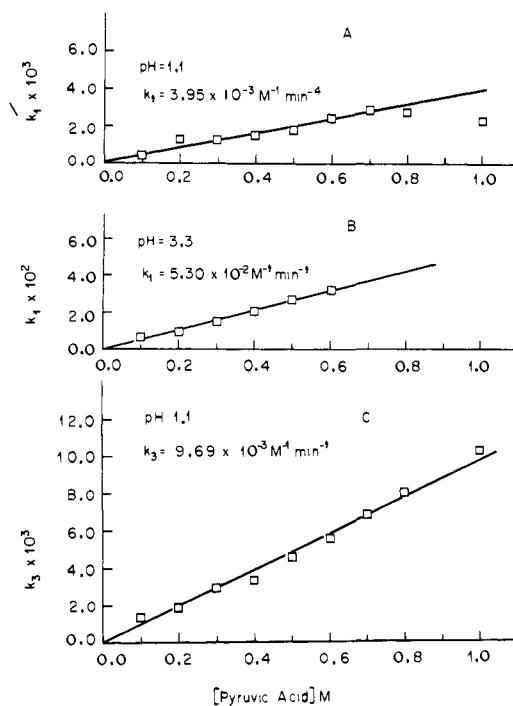 A
pH = 1.1
k₁ = 3.95 x 10⁻³ M⁻¹ min⁻⁴
k₁ x 10³
6.0
4.0
2.0
0.0
0.0 0.2 0.4 0.6 0.8 1.0
B
pH = 3.3
k₁ = 5.30 x 10⁻² M⁻¹ min⁻¹
k₁ x 10²
6.0
4.0
2.0
0.0
0.0 0.2 0.4 0.6 0.8 1.0
C
pH 1.1
k₃ = 9.69 x 10⁻³ M⁻¹ min⁻¹
k₃ x 10³
12.0
10.0
8.0
6.0
4.0
2.0
0.0
0.0 0.2 0.4 0.6 0.8 1.0
[Pyruvic Acid] M